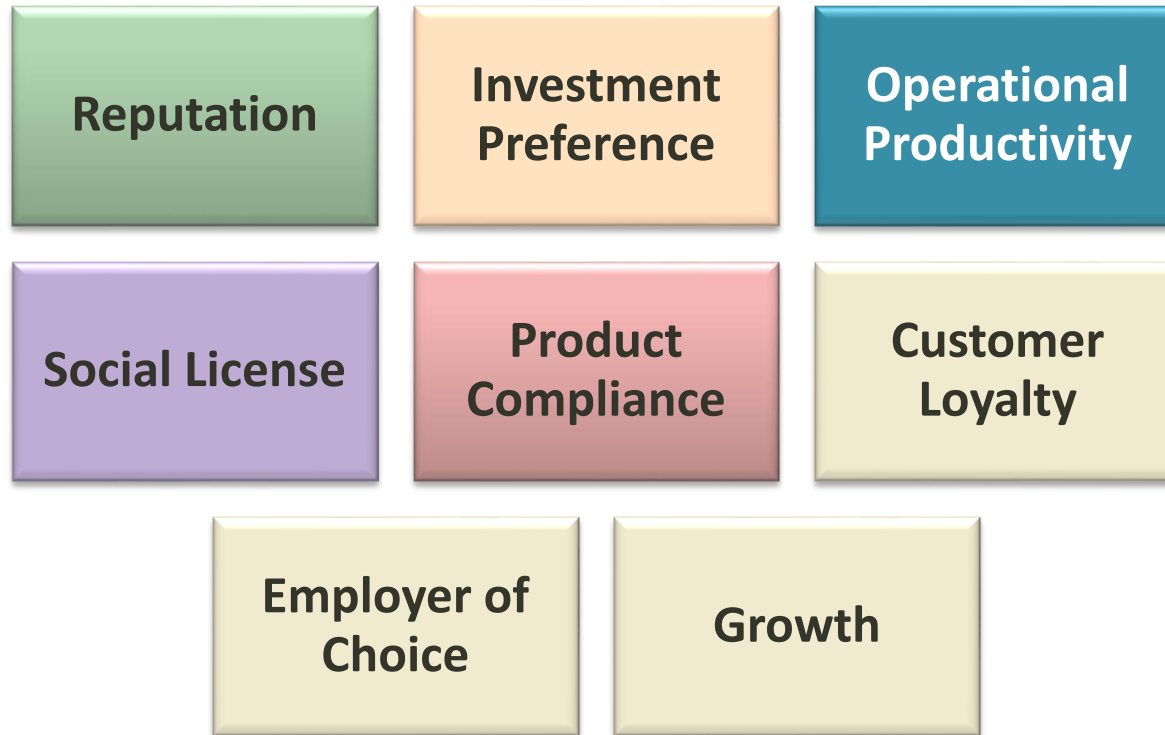 Reputation
Investment
Preference
Operational
Productivity
Social License
Product
Compliance
Customer
Loyalty
Employer of
Choice
Growth